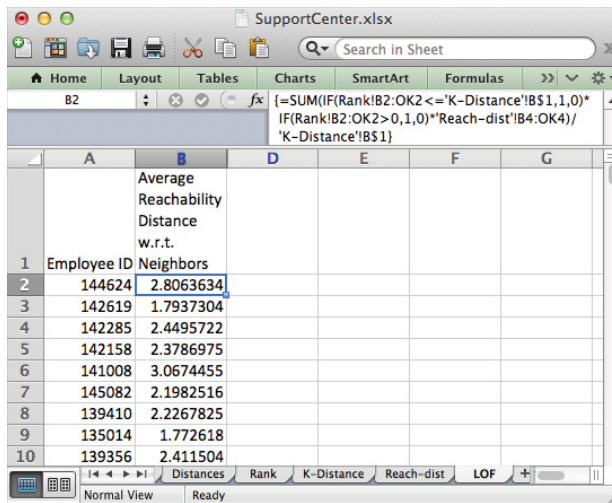 SupportCenter.xlsx
Search in Sheet
Home Layout Tables Charts SmartArt Formulas
B2 fx {=SUM(IF(Rank!B2:OK2<='K-Distance'!B$1,1,0)*
IF(Rank!B2:OK2>0,1,0)*'Reach-dist'!B4:OK4)/
'K-Distance'!B$1}
A B D E F G
Average
Reachability
Distance
w.r.t.
1 Employee ID Neighbors
2 144624 2.8063634
3 142619 1.7937304
4 142285 2.4495722
5 142158 2.3786975
6 141008 3.0674455
7 145082 2.1982516
8 139410 2.2267825
9 135014 1.772618
10 139356 2.411504
Distances Rank K-Distance Reach-dist LOF +
Normal View Ready